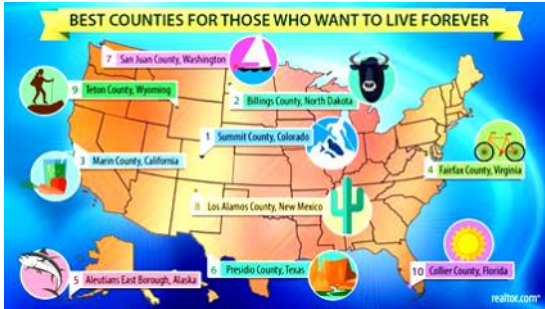 BEST COUNTIES FOR THOSE WHO WANT TO LIVE FOREVER
7 San Juan County, Washington
9 Teton County, Wyoming
2 Billings County, North Dakota
1 Summit County, Colorado
3 Marin County, California
4 Fairfax County, Virginia
8 Los Alamos County, New Mexico
5 Aleutians East Borough, Alaska
6 Presidio County, Texas
10 Collier County, Florida
realtor.com®